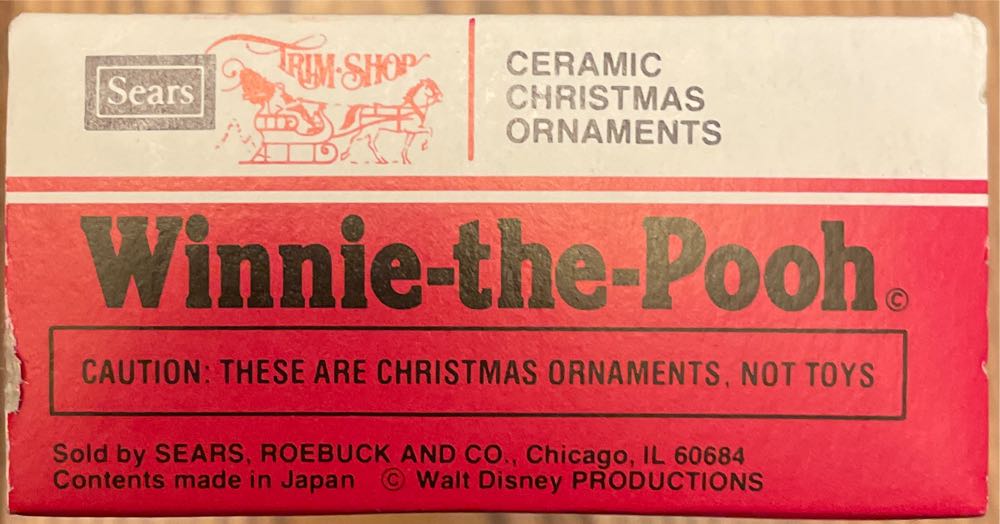 Sears
TRIM·SHOP
CERAMIC
CHRISTMAS
ORNAMENTS
Winnie-the-Pooh©
CAUTION: THESE ARE CHRISTMAS ORNAMENTS, NOT TOYS
Sold by SEARS, ROEBUCK AND CO., Chicago, IL 60684
Contents made in Japan © Walt Disney PRODUCTIONS